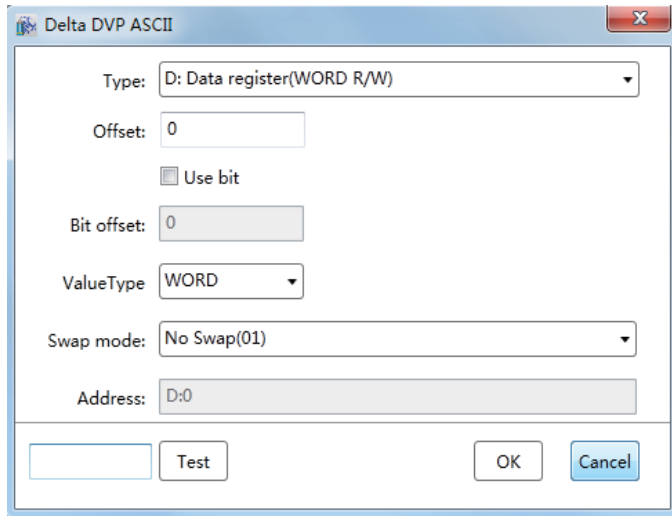 Delta DVP ASCII
Type: D: Data register(WORD R/W)
Offset: 0
Use bit
Bit offset: 0
ValueType WORD
Swap mode: No Swap(01)
Address: D:0
Test OK Cancel